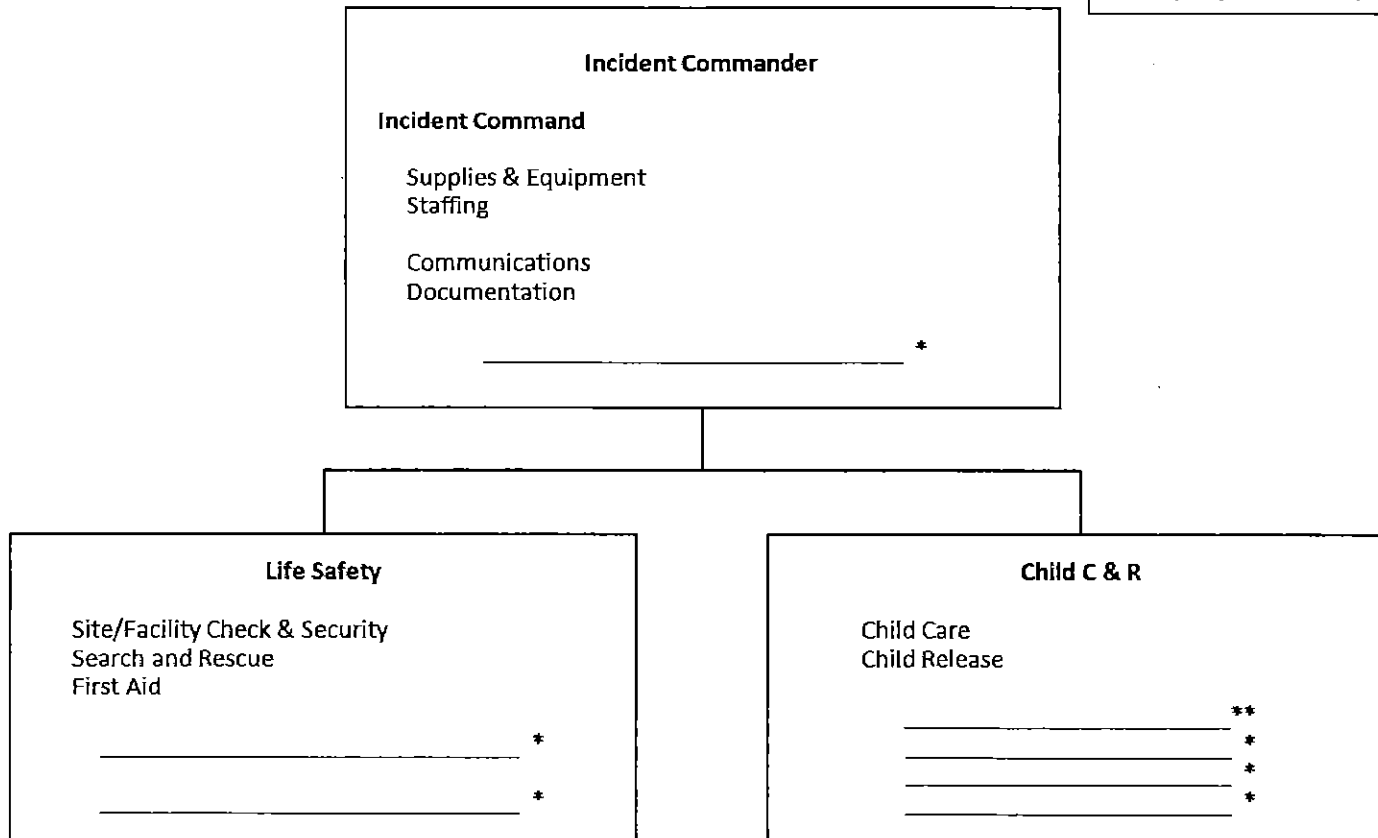 Incident Commander
Incident Command
Supplies & Equipment
Staffing
Communications
Documentation
*
Life Safety
Site/Facility Check & Security
Search and Rescue
First Aid
*
*
Child C & R
Child Care
Child Release
**
*
*
*